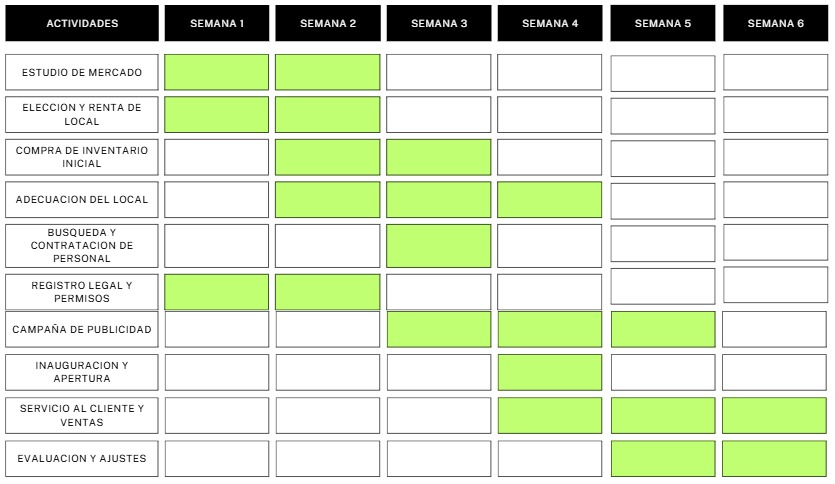 ACTIVIDADES
SEMANA 1
SEMANA 2
SEMANA 3
SEMANA 4
SEMANA 5
SEMANA 6
ESTUDIO DE MERCADO
ELECCION Y RENTA DE
LOCAL
COMPRA DE INVENTARIO
INICIAL
ADECUACION DEL LOCAL
BUSQUEDA Y
CONTRATACION DE
PERSONAL
REGISTRO LEGAL Y
PERMISOS
CAMPAÑA DE PUBLICIDAD
INAUGURACION Y
APERTURA
SERVICIO AL CLIENTE Y
VENTAS
EVALUACION Y AJUSTES